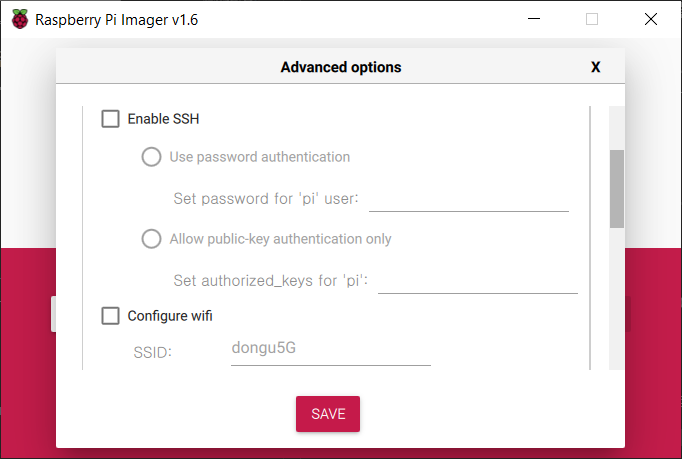 Raspberry Pi Imager v1.6
Advanced options X
Enable SSH
Use password authentication
Set password for 'pi' user:
Allow public-key authentication only
Set authorized_keys for 'pi':
Configure wifi
SSID: dongu5G
SAVE